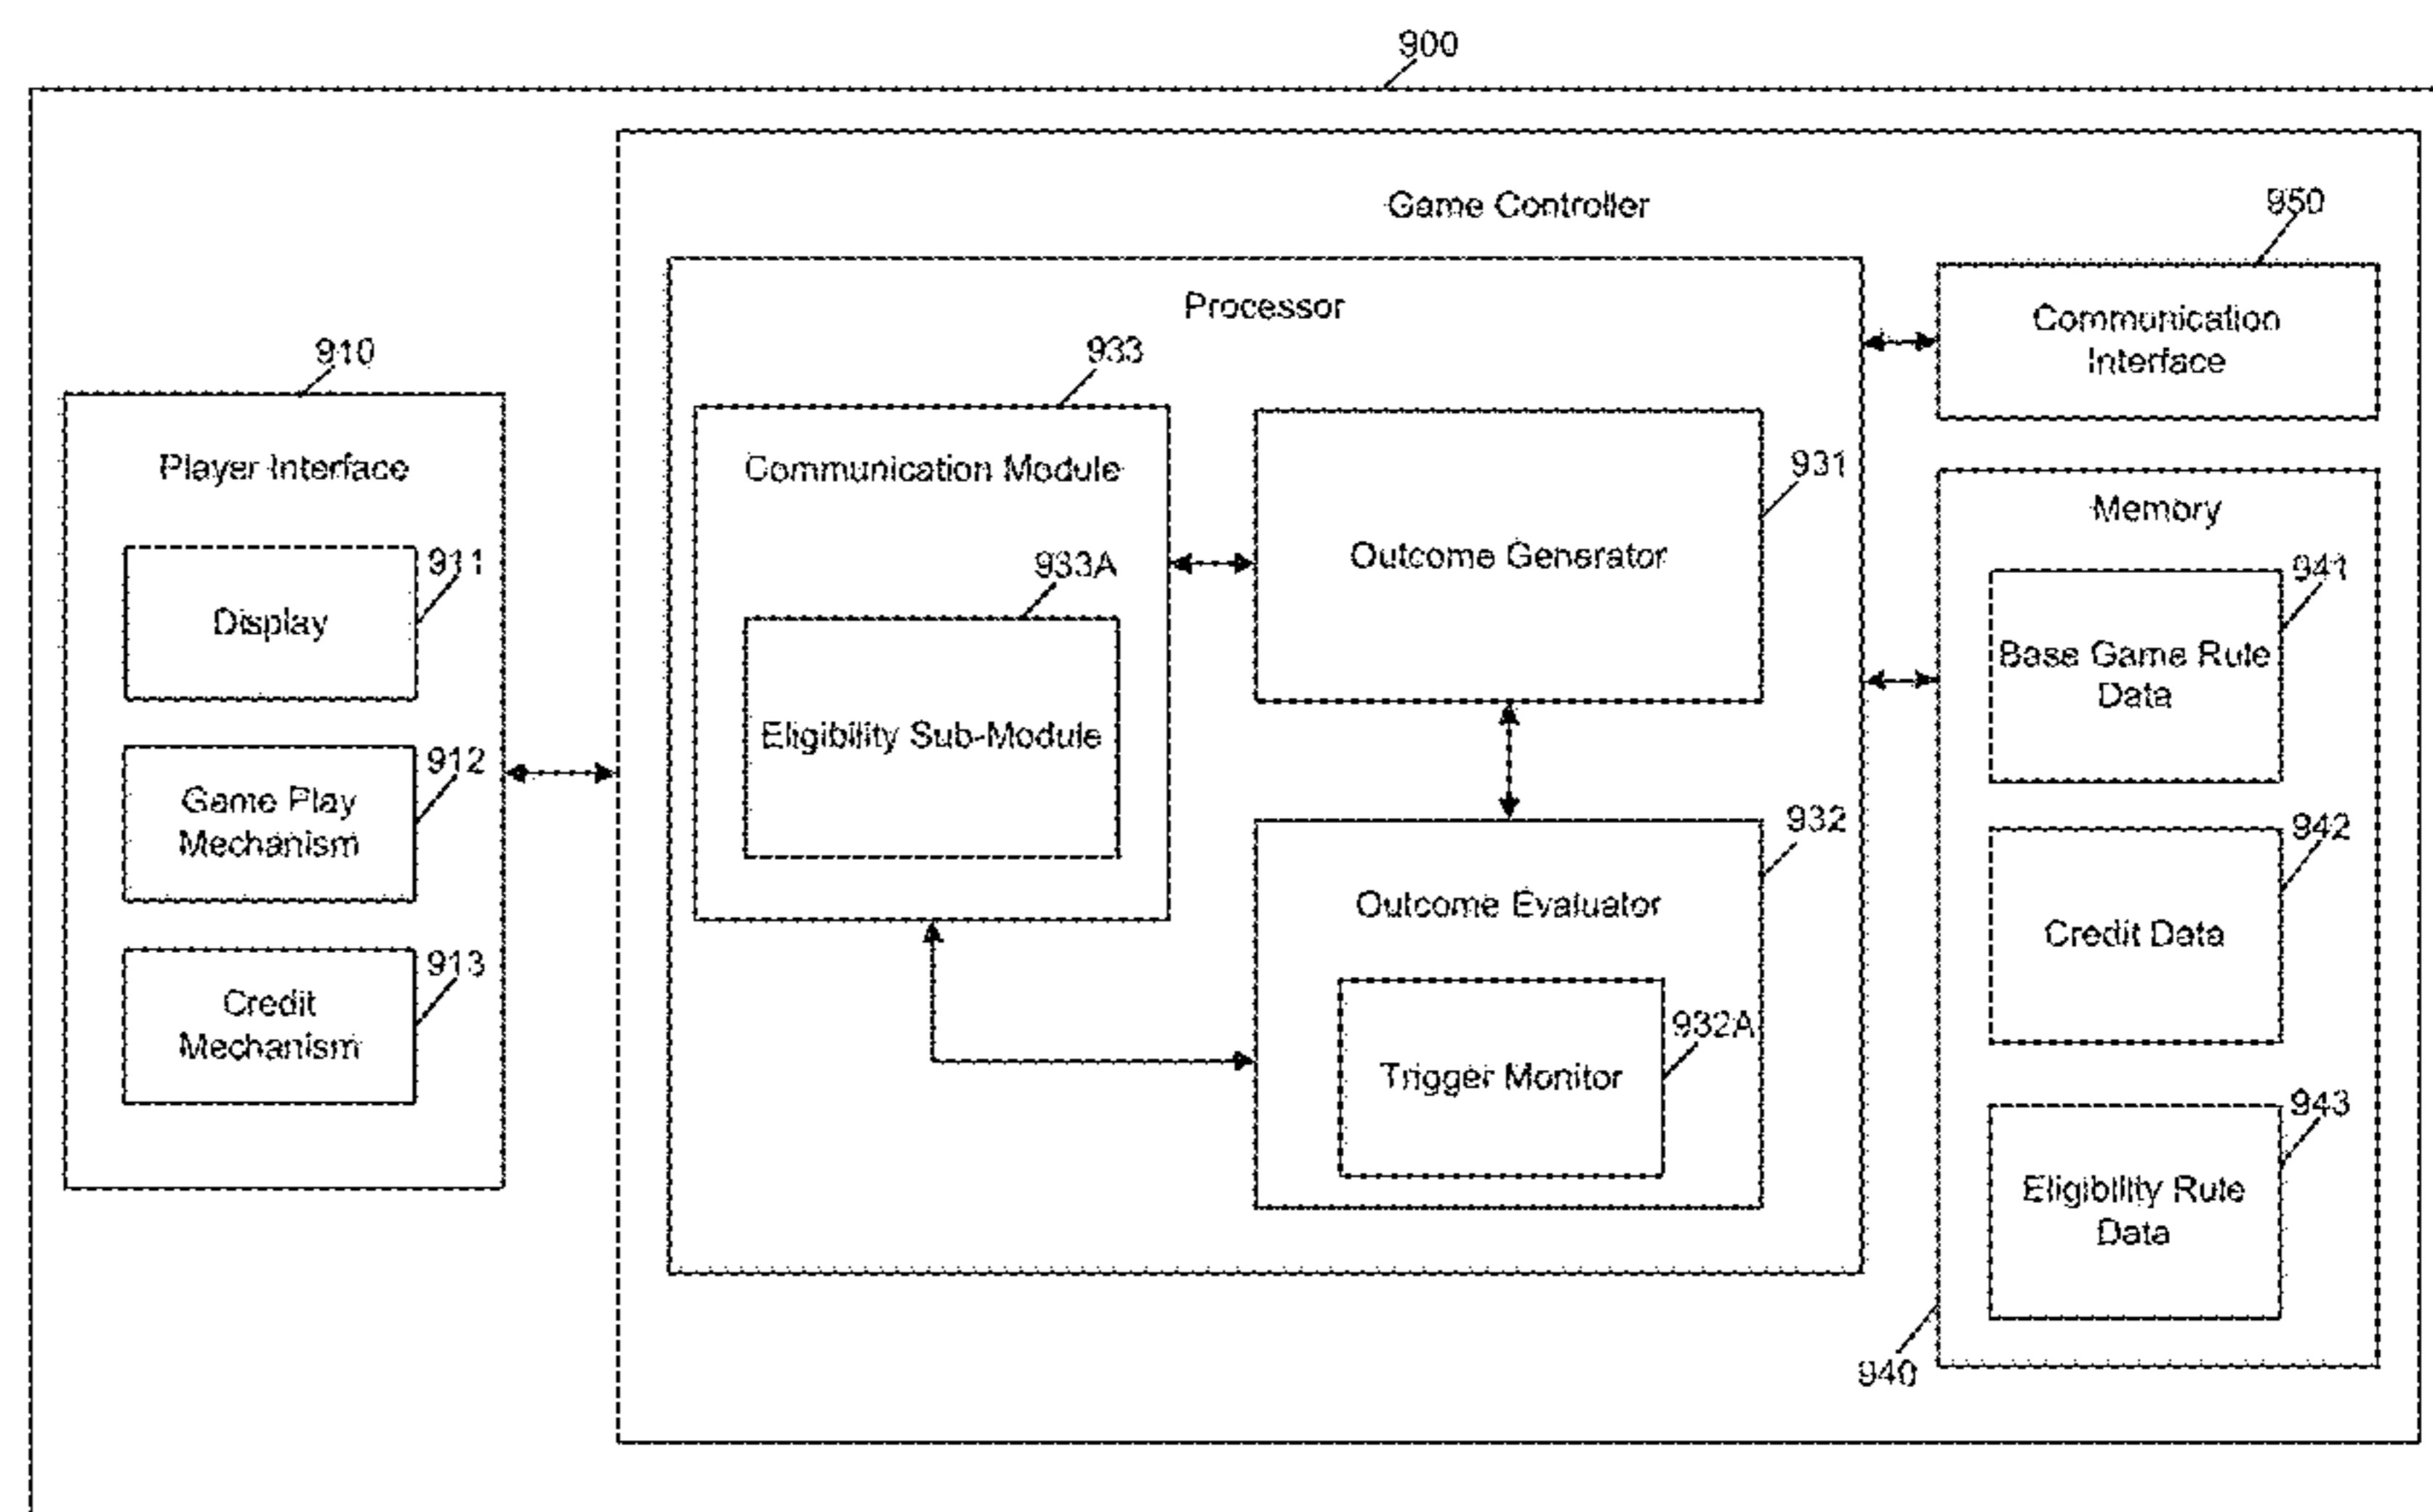 900
Game Controller
950
Processor
Communication
Interface
910
933
Player Interface
Communication Module
931
Memory
911
933A
Outcome Generator
941
Display
Base Game Rule
Data
Eligibility Sub-Module
912
Game Play
Mechanism
932
942
Outcome Evaluator
Credit Data
913
Credit
Mechanism
932A
Trigger Monitor
943
Eligibility Rule
Data
940